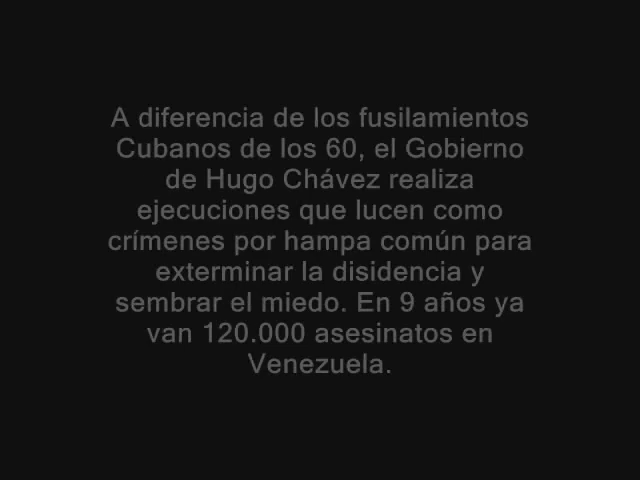 A diferencia de los fusilamientos
Cubanos de los 60, el Gobierno
de Hugo Chávez realiza
ejecuciones que lucen como
crímenes por hampa común para
exterminar la disidencia y
sembrar el miedo. En 9 años ya
van 120.000 asesinatos en
Venezuela.